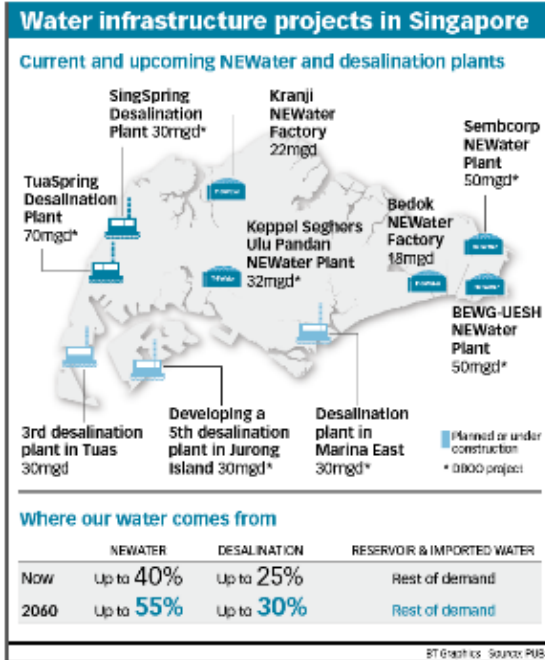 Water infrastructure projects in Singapore
Current and upcoming NEWater and desalination plants
SingSpring
Desalination
Plant 30mgd*
Kranji
NEWater
Factory
22mgd
Sembcorp
NEWater
Plant
50mgd*
TuaSpring
Desalination
Plant
70mgd*
Keppel Seghers
Ulu Pandan
NEWater Plant
32mgd*
Bedok
NEWater
Factory
18mgd
BEWG-UESH
NEWater
Plant
50mgd*
3rd desalination
plant in Tuas
30mgd
Developing a
5th desalination
plant in Jurong
Island 30mgd*
Desalination
plant in
Marina East
30mgd*
Planned or under
construction
* DBOO project
Where our water comes from
NEWATER DESALINATION RESERVOIR & IMPORTED WATER
Now Up to 40% Up to 25% Rest of demand
2060 Up to 55% Up to 30% Rest of demand
BT Graphics Source: PUB